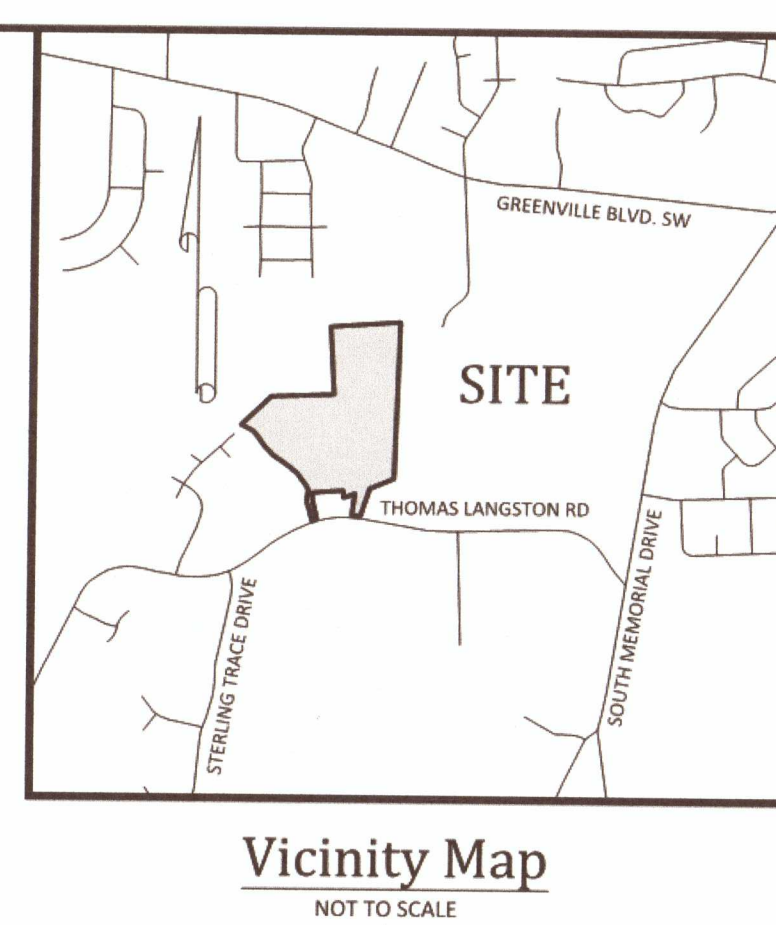 GREENVILLE BLVD. SW
SITE
THOMAS LANGSTON RD
SOUTH MEMORIAL DRIVE
STERLING TRACE DRIVE
Vicinity Map
NOT TO SCALE